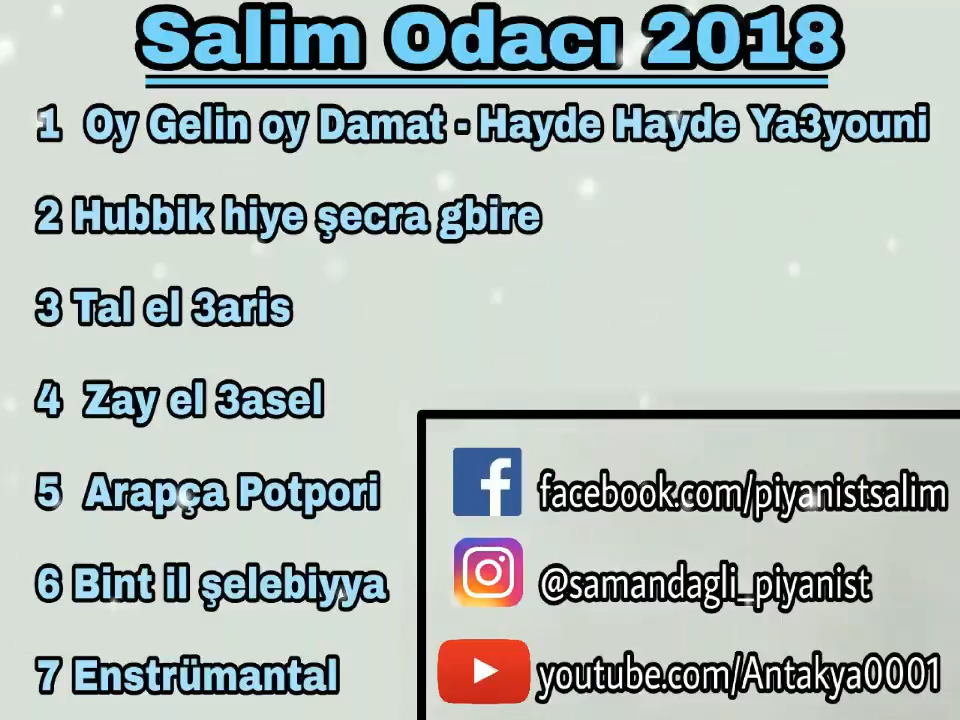 Salim Odacı 2018
1 Oy Gelin oy Damat - Hayde Hayde Ya3youni
2 Hubbik hiye şecra gbire
3 Tal el 3aris
4 Zay el 3asel
5 Arapça Potpori
6 Bint il şelebiyya
7 Enstrümantal
facebook.com/piyanistsalim
@samandagli_piyanist
youtube.com/Antakya0001